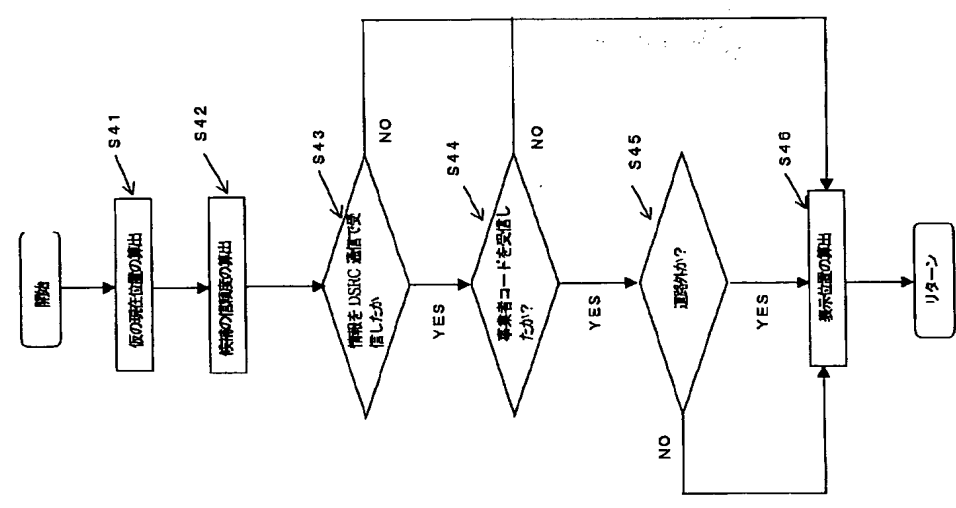 開始
S41
仮の現在位置の算出
S42
候補の信頼度の算出
S43
情報を DSRC 通信で受
信したか
NO
YES
S44
事業者コードを受信し
たか?
NO
YES
S45
道路外か?
NO
YES
S46
表示位置の算出
リターン